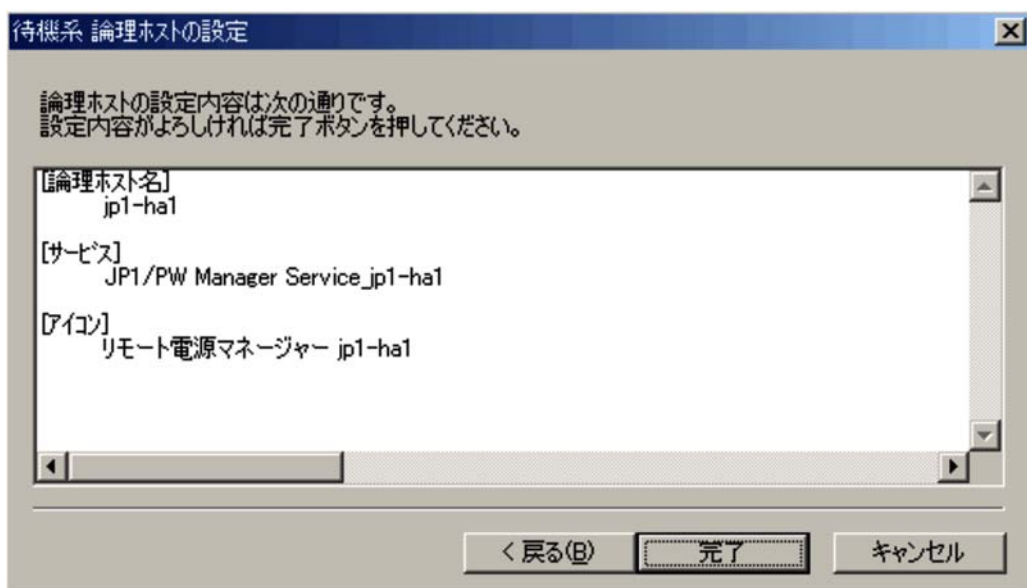 待機系 論理ホストの設定
論理ホストの設定内容は次の通りです。
設定内容がよろしければ完了ボタンを押してください。
[論理ホスト名]
jp1-ha1
[サービス]
JP1/PW Manager Service_jp1-ha1
[アイコン]
リモート電源マネージャー jp1-ha1
< 戻る(B) 完了 キャンセル